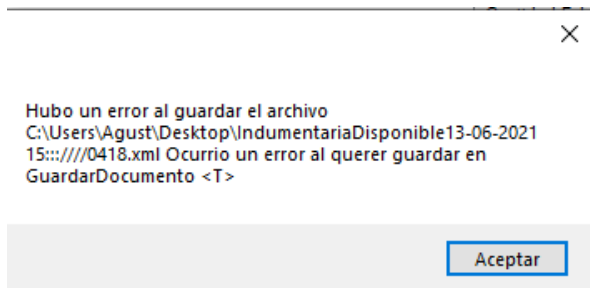 Hubo un error al guardar el archivo
C:\Users\Agust\Desktop\IndumentariaDisponible13-06-2021
15:::////0418.xml Ocurrio un error al querer guardar en
GuardarDocumento <T>
Aceptar